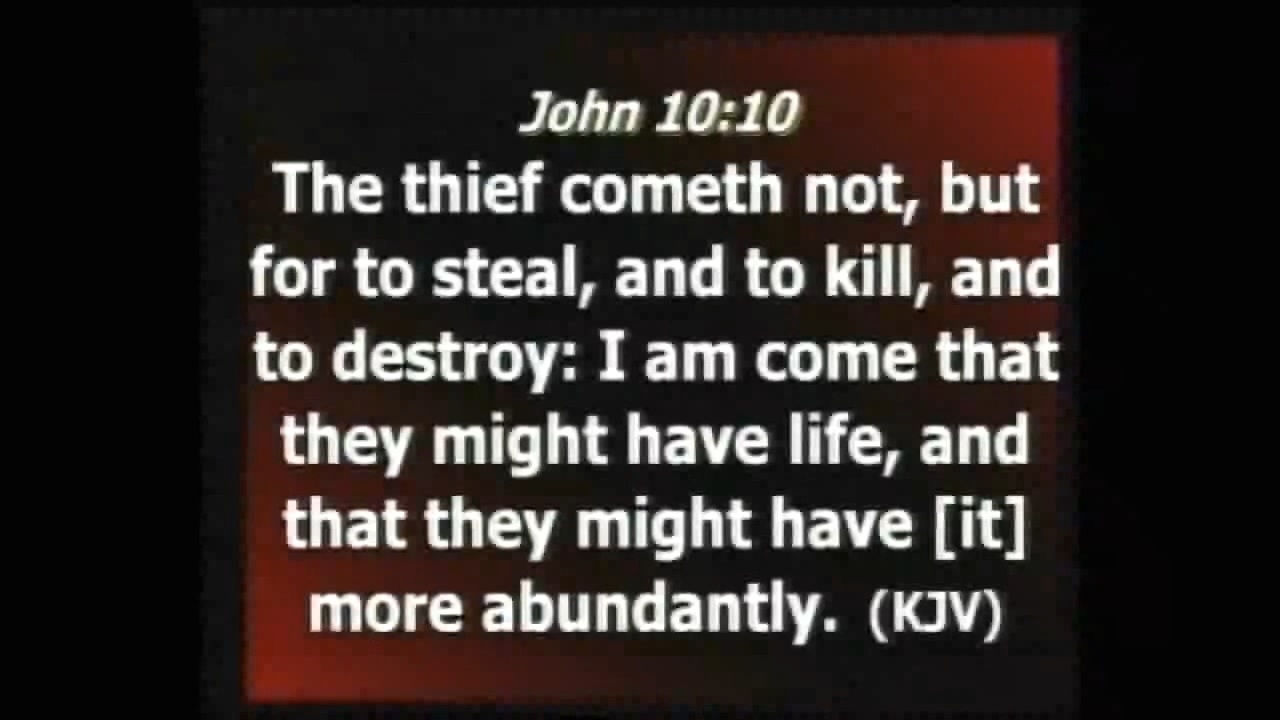 John 10:10
The thief cometh not, but
for to steal, and to kill, and
to destroy: I am come that
they might have life, and
that they might have [it]
more abundantly. (KJV)